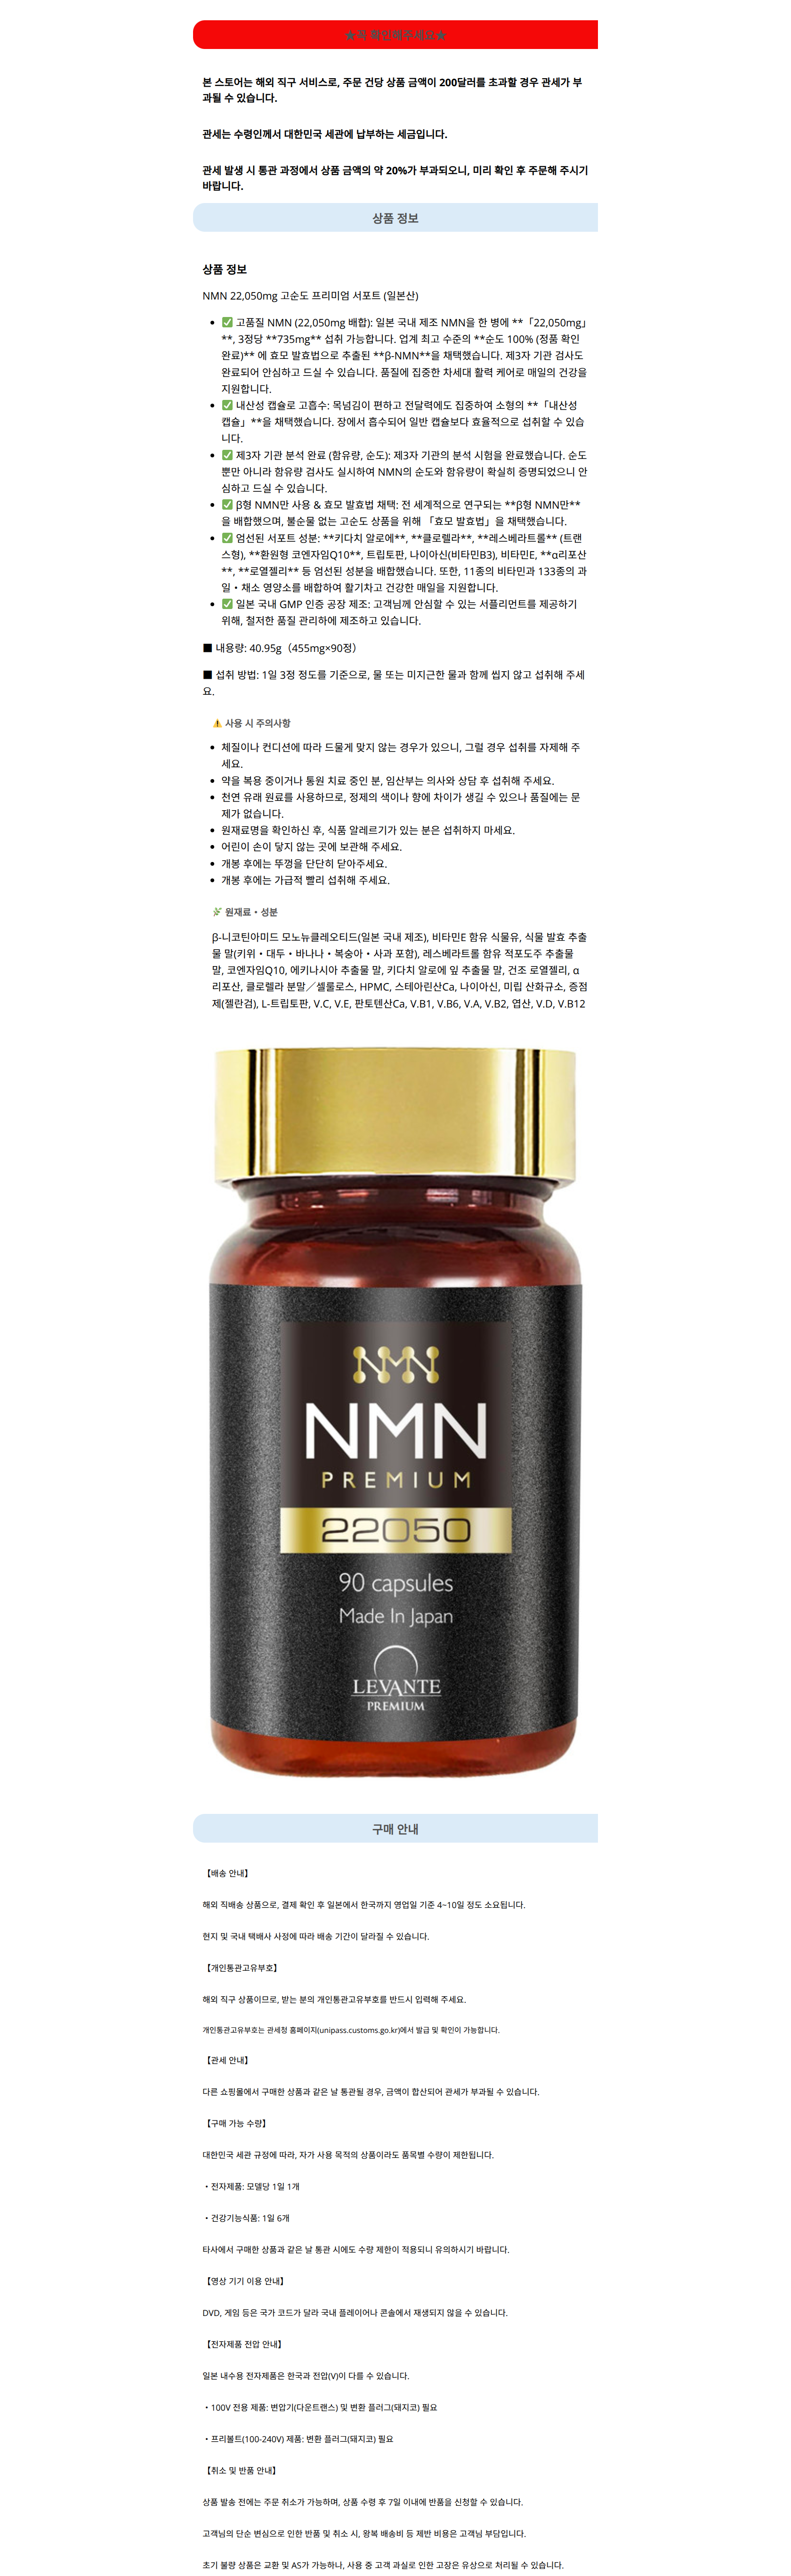 ★꼭 확인해주세요★
본 스토어는 해외 직구 서비스로, 주문 건당 상품 금액이 200달러를 초과할 경우 관세가 부
과될 수 있습니다.
관세는 수령인께서 대한민국 세관에 납부하는 세금입니다.
관세 발생 시 통관 과정에서 상품 금액의 약 20%가 부과되오니, 미리 확인 후 주문해 주시기
바랍니다.
상품 정보
상품 정보
NMN 22,050mg 고순도 프리미엄 서포트 (일본산)
• ✅ 고품질 NMN (22,050mg 배합): 일본 국내 제조 NMN을 한 병에 **「22,050mg」
**, 3정당 **735mg** 섭취 가능합니다. 업계 최고 수준의 **순도 100% (정품 확인
완료)** 에 효모 발효법으로 추출된 **β-NMN**을 채택했습니다. 제3자 기관 검사도
완료되어 안심하고 드실 수 있습니다. 품질에 집중한 차세대 활력 케어로 매일의 건강을
지원합니다.
• ✅ 내산성 캡슐로 고흡수: 목넘김이 편하고 전달력에도 집중하여 소형의 **「내산성
캡슐」**을 채택했습니다. 장에서 흡수되어 일반 캡슐보다 효율적으로 섭취할 수 있습
니다.
• ✅ 제3자 기관 분석 완료 (함유량, 순도): 제3자 기관의 분석 시험을 완료했습니다. 순도
뿐만 아니라 함유량 검사도 실시하여 NMN의 순도와 함유량이 확실히 증명되었으니 안
심하고 드실 수 있습니다.
• ✅ β형 NMN만 사용 & 효모 발효법 채택: 전 세계적으로 연구되는 **β형 NMN만**
을 배합했으며, 불순물 없는 고순도 상품을 위해 「효모 발효법」을 채택했습니다.
• ✅ 엄선된 서포트 성분: **키다치 알로에**, **클로렐라**, **레스베라트롤** (트랜
스형), **환원형 코엔자임Q10**, 트립토판, 나이아신(비타민B3), 비타민E, **α리포산
**, **로열젤리** 등 엄선된 성분을 배합했습니다. 또한, 11종의 비타민과 133종의 과
일・채소 영양소를 배합하여 활기차고 건강한 매일을 지원합니다.
• ✅ 일본 국내 GMP 인증 공장 제조: 고객님께 안심할 수 있는 서플리먼트를 제공하기
위해, 철저한 품질 관리하에 제조하고 있습니다.
■ 내용량: 40.95g（455mg×90정）
■ 섭취 방법: 1일 3정 정도를 기준으로, 물 또는 미지근한 물과 함께 씹지 않고 섭취해 주세
요.
⚠️ 사용 시 주의사항
• 체질이나 컨디션에 따라 드물게 맞지 않는 경우가 있으니, 그럴 경우 섭취를 자제해 주
세요.
• 약을 복용 중이거나 통원 치료 중인 분, 임산부는 의사와 상담 후 섭취해 주세요.
• 천연 유래 원료를 사용하므로, 정제의 색이나 향에 차이가 생길 수 있으나 품질에는 문
제가 없습니다.
• 원재료명을 확인하신 후, 식품 알레르기가 있는 분은 섭취하지 마세요.
• 어린이 손이 닿지 않는 곳에 보관해 주세요.
• 개봉 후에는 뚜껑을 단단히 닫아주세요.
• 개봉 후에는 가급적 빨리 섭취해 주세요.
🌿 원재료・성분
β-니코틴아미드 모노뉴클레오티드(일본 국내 제조), 비타민E 함유 식물유, 식물 발효 추출
물 말(키위・대두・바나나・복숭아・사과 포함), 레스베라트롤 함유 적포도주 추출물
말, 코엔자임Q10, 에키나시아 추출물 말, 키다치 알로에 잎 추출물 말, 건조 로열젤리, α
리포산, 클로렐라 분말／셀룰로스, HPMC, 스테아린산Ca, 나이아신, 미립 산화규소, 증점
제(젤란검), L-트립토판, V.C, V.E, 판토텐산Ca, V.B1, V.B6, V.A, V.B2, 엽산, V.D, V.B12
NMN
NMN
PREMIUM
22050
90 capsules
Made In Japan
LEVANTE
PREMIUM
구매 안내
【배송 안내】
해외 직배송 상품으로, 결제 확인 후 일본에서 한국까지 영업일 기준 4~10일 정도 소요됩니다.
현지 및 국내 택배사 사정에 따라 배송 기간이 달라질 수 있습니다.
【개인통관고유부호】
해외 직구 상품이므로, 받는 분의 개인통관고유부호를 반드시 입력해 주세요.
개인통관고유부호는 관세청 홈페이지(unipass.customs.go.kr)에서 발급 및 확인이 가능합니다.
【관세 안내】
다른 쇼핑몰에서 구매한 상품과 같은 날 통관될 경우, 금액이 합산되어 관세가 부과될 수 있습니다.
【구매 가능 수량】
대한민국 세관 규정에 따라, 자가 사용 목적의 상품이라도 품목별 수량이 제한됩니다.
・전자제품: 모델당 1일 1개
・건강기능식품: 1일 6개
타사에서 구매한 상품과 같은 날 통관 시에도 수량 제한이 적용되니 유의하시기 바랍니다.
【영상 기기 이용 안내】
DVD, 게임 등은 국가 코드가 달라 국내 플레이어나 콘솔에서 재생되지 않을 수 있습니다.
【전자제품 전압 안내】
일본 내수용 전자제품은 한국과 전압(V)이 다를 수 있습니다.
・100V 전용 제품: 변압기(다운트랜스) 및 변환 플러그(돼지코) 필요
・프리볼트(100-240V) 제품: 변환 플러그(돼지코) 필요
【취소 및 반품 안내】
상품 발송 전에는 주문 취소가 가능하며, 상품 수령 후 7일 이내에 반품을 신청할 수 있습니다.
고객님의 단순 변심으로 인한 반품 및 취소 시, 왕복 배송비 등 제반 비용은 고객님 부담입니다.
초기 불량 상품은 교환 및 AS가 가능하나, 사용 중 고객 과실로 인한 고장은 유상으로 처리될 수 있습니다.